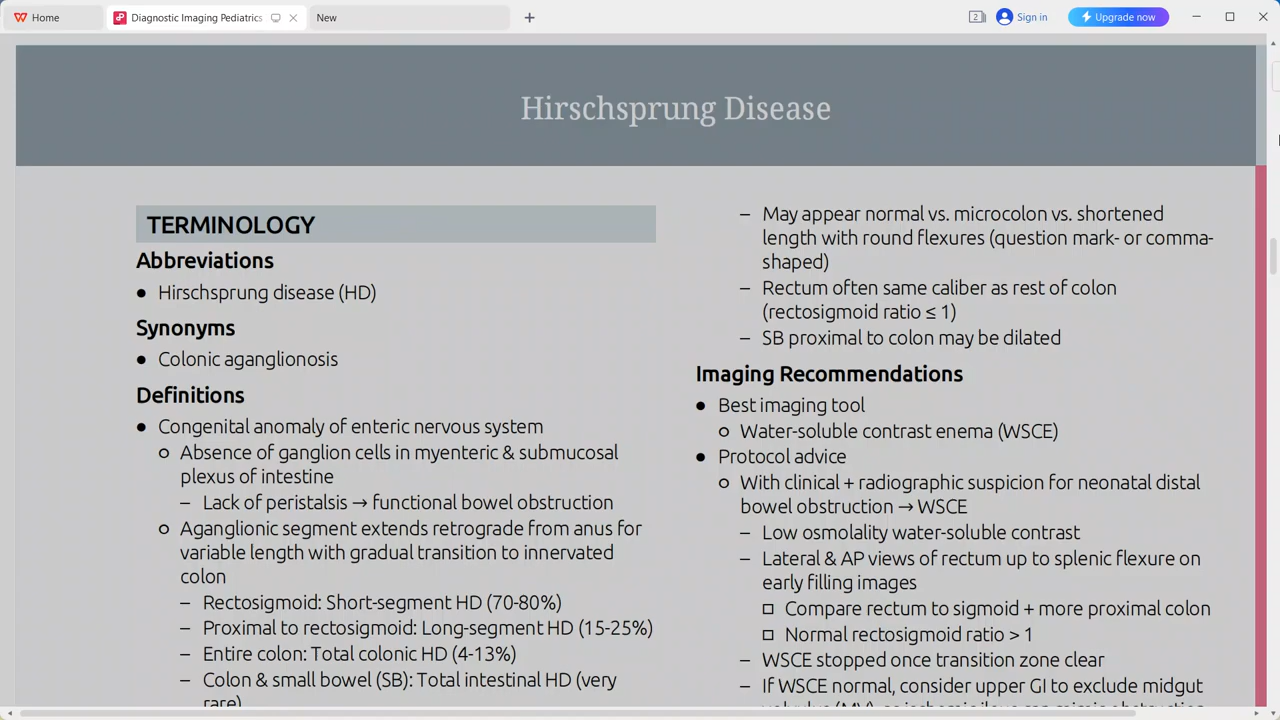 Home
Diagnostic Imaging Pediatrics
New
2
Sign in
Upgrade now
Hirschsprung Disease
TERMINOLOGY
Abbreviations
● Hirschsprung disease (HD)
Synonyms
● Colonic aganglionosis
Definitions
● Congenital anomaly of enteric nervous system
○ Absence of ganglion cells in myenteric & submucosal
plexus of intestine
– Lack of peristalsis → functional bowel obstruction
○ Aganglionic segment extends retrograde from anus for
variable length with gradual transition to innervated
colon
– Rectosigmoid: Short-segment HD (70-80%)
– Proximal to rectosigmoid: Long-segment HD (15-25%)
– Entire colon: Total colonic HD (4-13%)
– Colon & small bowel (SB): Total intestinal HD (very
rare)
– May appear normal vs. microcolon vs. shortened
length with round flexures (question mark- or comma-
shaped)
– Rectum often same caliber as rest of colon
(rectosigmoid ratio ≤ 1)
– SB proximal to colon may be dilated
Imaging Recommendations
● Best imaging tool
○ Water-soluble contrast enema (WSCE)
● Protocol advice
○ With clinical + radiographic suspicion for neonatal distal
bowel obstruction → WSCE
– Low osmolality water-soluble contrast
– Lateral & AP views of rectum up to splenic flexure on
early filling images
□ Compare rectum to sigmoid + more proximal colon
□ Normal rectosigmoid ratio > 1
– WSCE stopped once transition zone clear
– If WSCE normal, consider upper GI to exclude midgut